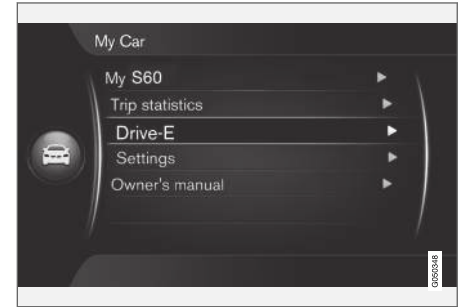 My Car
My S60
Trip statistics
Drive-E
Settings
Owner's manual
G050348